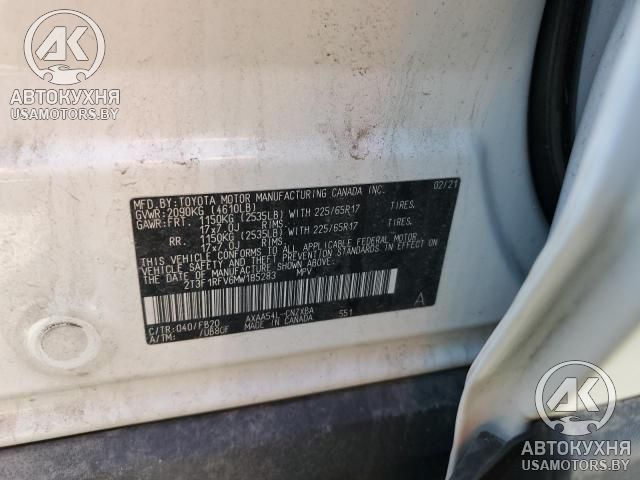 АК
АВТОКУХНЯ
USAMOTORS.BY
MFD.BY:TOYOTA MOTOR MANUFACTURING CANADA INC. 02/21
GVWR:2090KG (4610LB)
GAWR:FRT. 1150KG (2535LB) WITH 225/65R17 TIRES.
17x7.0J RIMS
RR. 1150KG (2535LB) WITH 225/65R17 TIRES.
17x7.0J RIMS
THIS VEHICLE CONFORMS TO ALL APPLICABLE FEDERAL MOTOR
VEHICLE SAFETY AND THEFT PREVENTION STANDARDS IN EFFECT ON
THE DATE OF MANUFACTURE SHOWN ABOVE.
2T3F1RFV6MW185283 MPV
A
C/TR:040/FB20 AXAA54L-CNZXBA 551
A/TM: /UB80F MADE IN CANADA
АК
АВТОКУХНЯ
USAMOTORS.BY